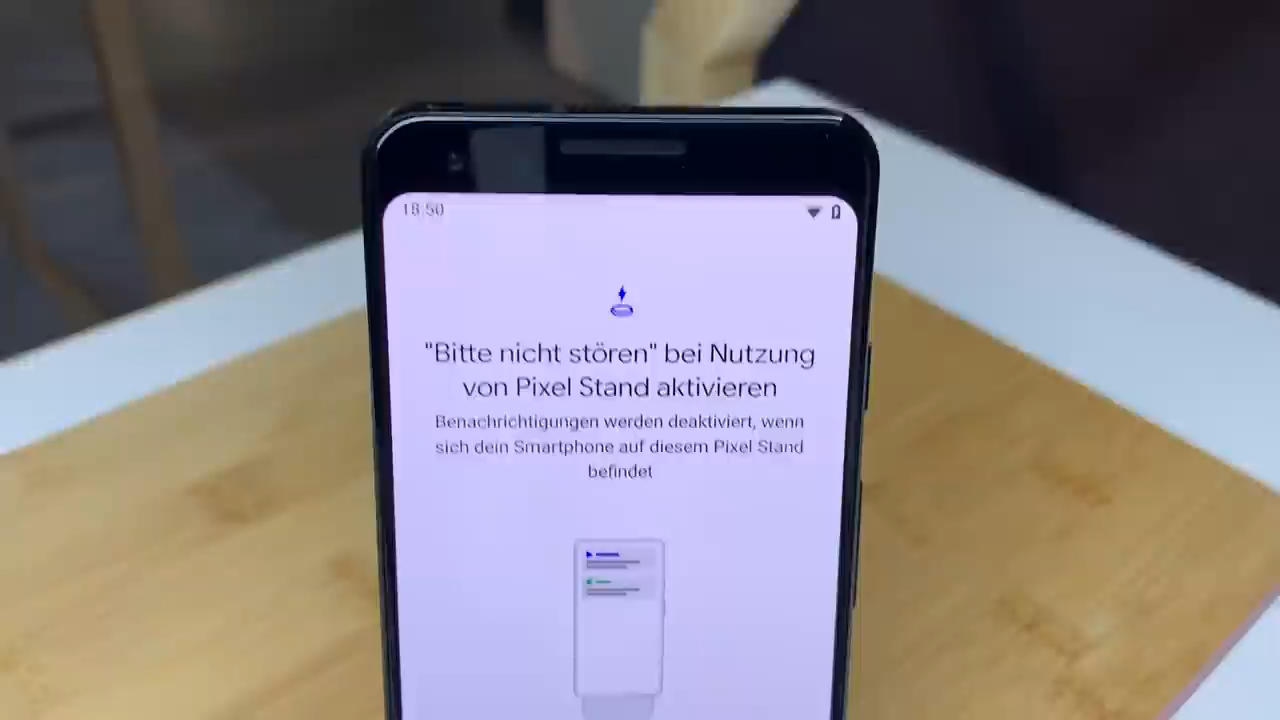 18:50
"Bitte nicht stören" bei Nutzung
von Pixel Stand aktivieren
Benachrichtigungen werden deaktiviert, wenn
sich dein Smartphone auf diesem Pixel Stand
befindet